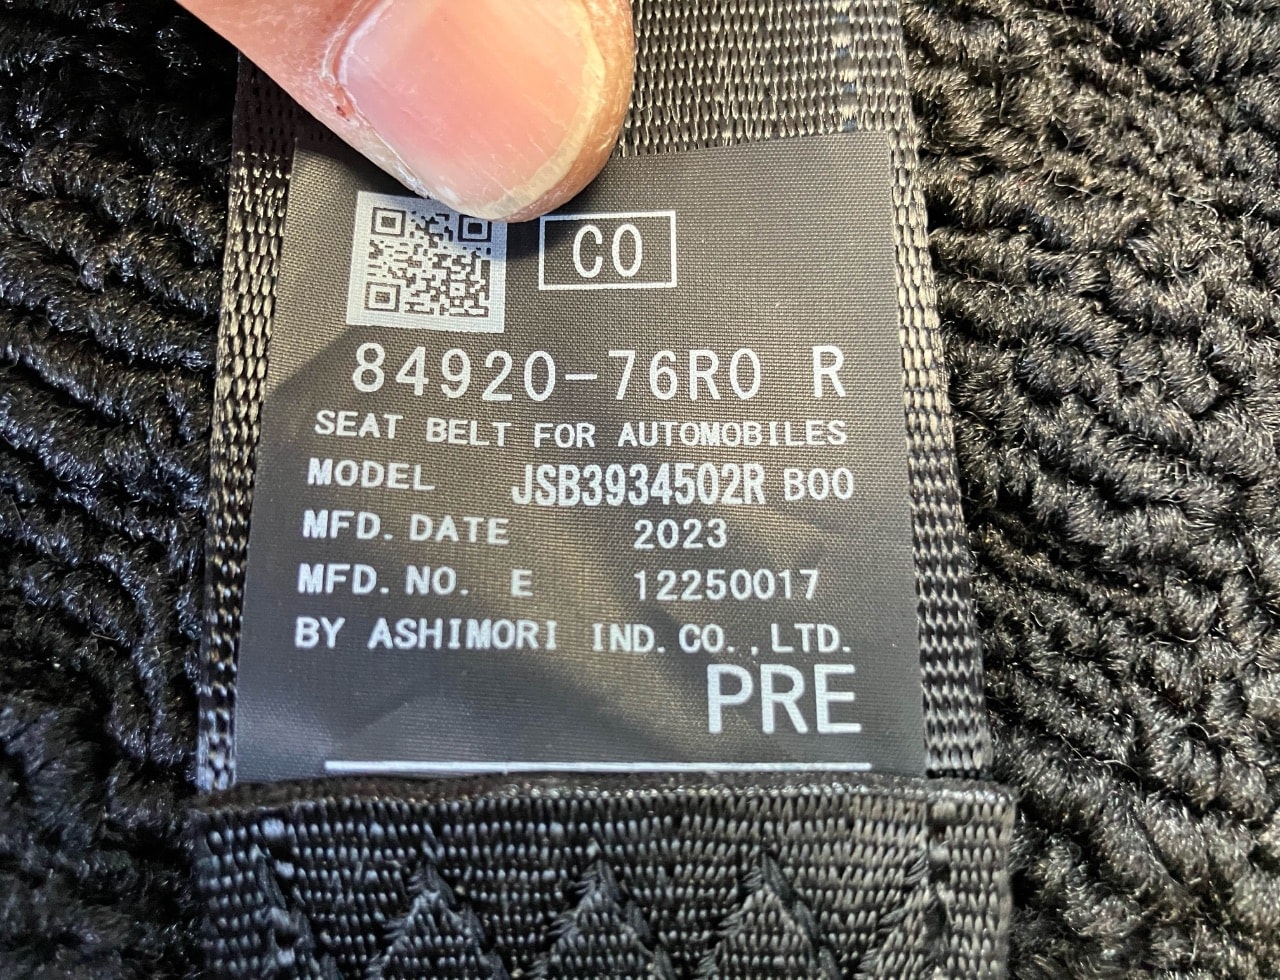 CO
84920-76R0 R
SEAT BELT FOR AUTOMOBILES
MODEL JSB3934502R B00
MFD. DATE 2023
MFD. NO. E 12250017
BY ASHIMORI IND. CO., LTD.
PRE